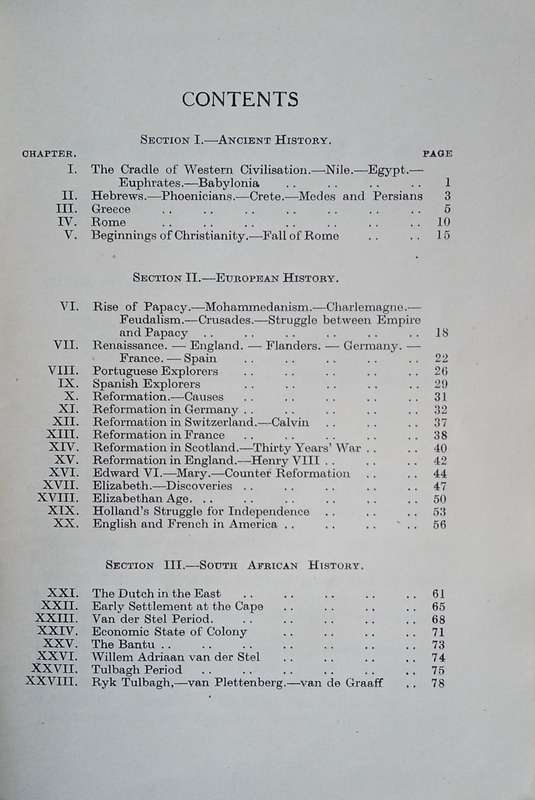 CONTENTS
SECTION I.—ANCIENT HISTORY.
CHAPTER. PAGE
I. The Cradle of Western Civilisation.—Nile.—Egypt.—
Euphrates.—Babylonia .. .. .. .. 1
II. Hebrews.—Phoenicians.—Crete.—Medes and Persians 3
III. Greece .. .. .. .. .. .. .. 5
IV. Rome .. .. .. .. .. .. .. 10
V. Beginnings of Christianity.—Fall of Rome .. .. 15
SECTION II.—EUROPEAN HISTORY.
VI. Rise of Papacy.—Mohammedanism.—Charlemagne.—
Feudalism.—Crusades.—Struggle between Empire
and Papacy .. .. .. .. .. .. 18
VII. Renaissance. — England. — Flanders. — Germany. —
France. — Spain .. .. .. .. .. 22
VIII. Portuguese Explorers .. .. .. .. .. 26
IX. Spanish Explorers .. .. .. .. .. 29
X. Reformation.—Causes .. .. .. .. .. 31
XI. Reformation in Germany .. .. .. .. .. 32
XII. Reformation in Switzerland.—Calvin .. .. .. 37
XIII. Reformation in France .. .. .. .. .. 38
XIV. Reformation in Scotland.—Thirty Years' War .. .. 40
XV. Reformation in England.—Henry VIII .. .. .. 42
XVI. Edward VI.—Mary.—Counter Reformation .. .. 44
XVII. Elizabeth.—Discoveries .. .. .. .. .. 47
XVIII. Elizabethan Age. .. .. .. .. .. .. 50
XIX. Holland's Struggle for Independence .. .. .. 53
XX. English and French in America .. .. .. .. 56
SECTION III.—SOUTH AFRICAN HISTORY.
XXI. The Dutch in the East .. .. .. .. .. 61
XXII. Early Settlement at the Cape .. .. .. .. 65
XXIII. Van der Stel Period. .. .. .. .. .. 68
XXIV. Economic State of Colony .. .. .. .. 71
XXV. The Bantu .. .. .. .. .. .. .. 73
XXVI. Willem Adriaan van der Stel .. .. .. .. 74
XXVII. Tulbagh Period .. .. .. .. .. .. 75
XXVIII. Ryk Tulbagh,—van Plettenberg.—van de Graaff .. 78